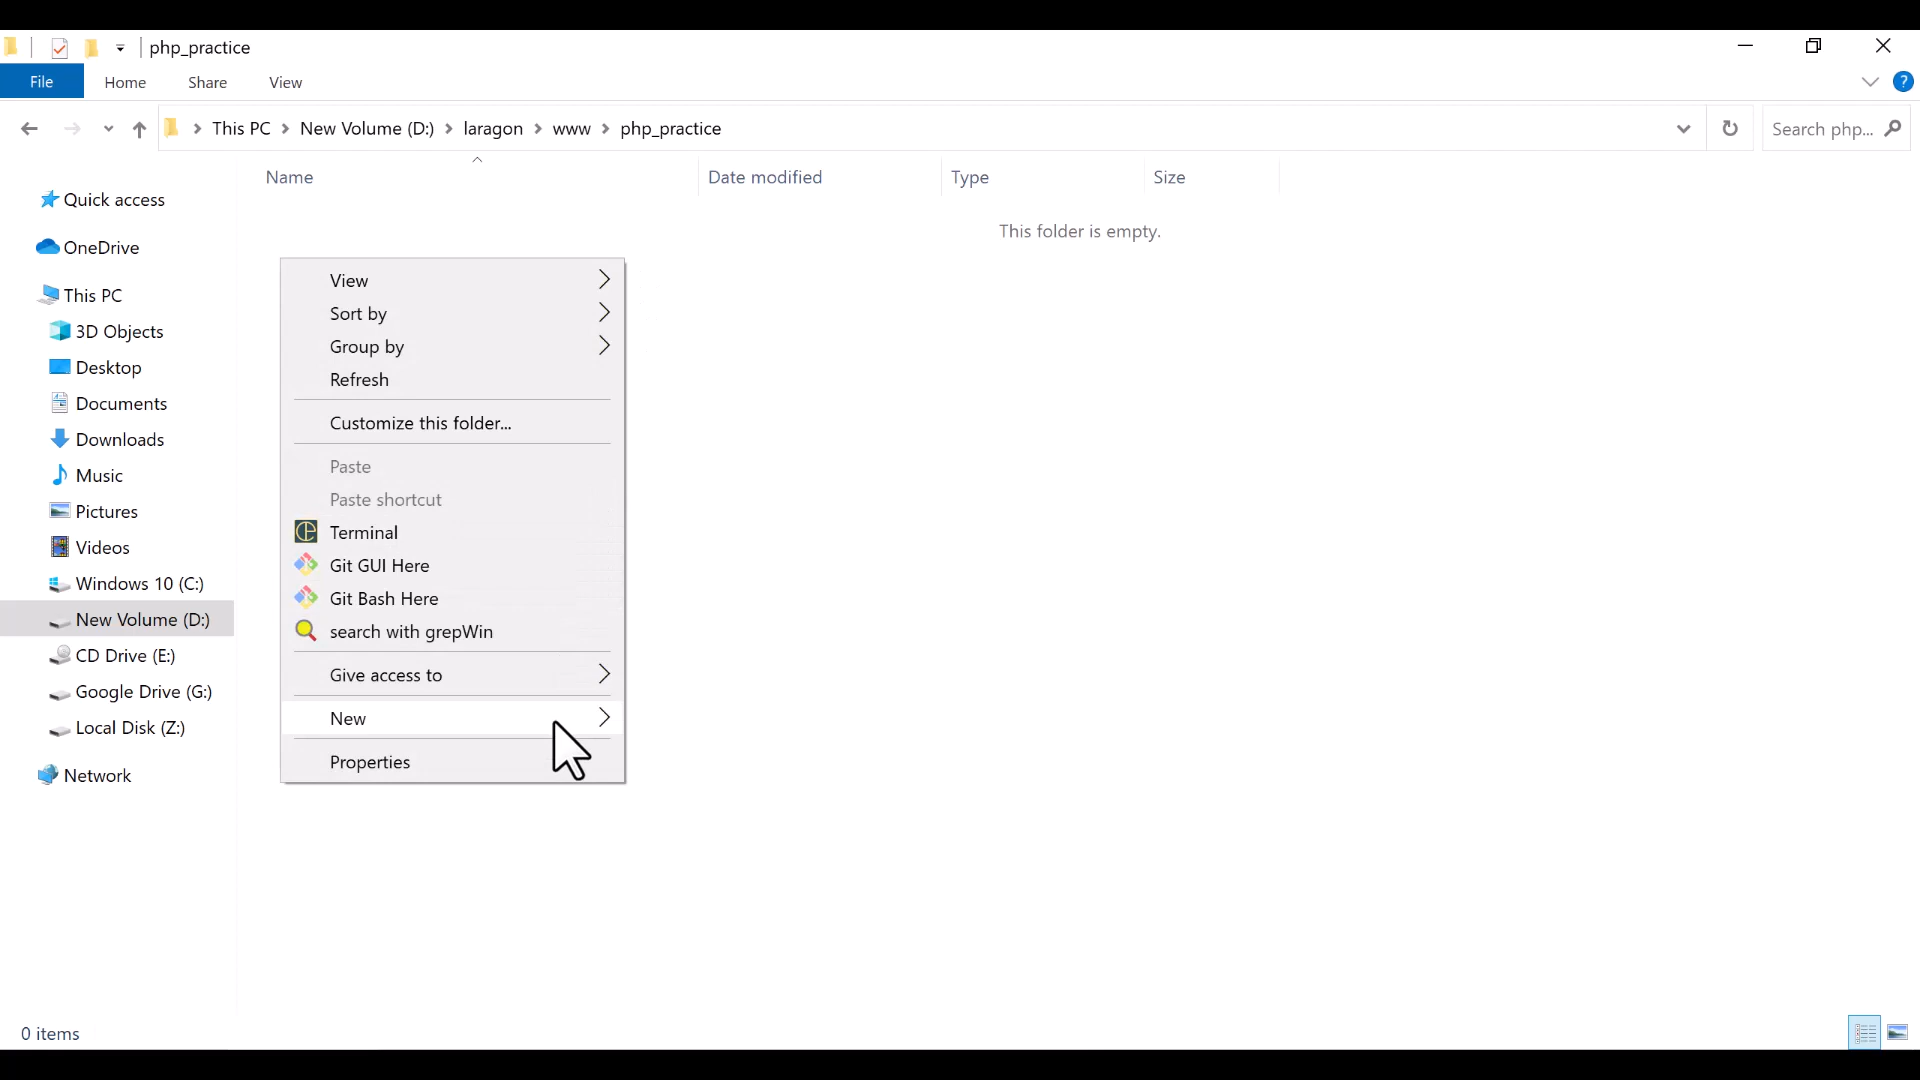 php_practice
File Home Share View ?
This PC New Volume (D:) laragon www php_practice Search php...
Name Date modified Type Size
This folder is empty.
Quick access
OneDrive
This PC
3D Objects
Desktop
Documents
Downloads
Music
Pictures
Videos
Windows 10 (C:)
New Volume (D:)
CD Drive (E:)
Google Drive (G:)
Local Disk (Z:)
Network
View
Sort by
Group by
Refresh
Customize this folder...
Paste
Paste shortcut
Terminal
Git GUI Here
Git Bash Here
search with grepWin
Give access to
New
Properties
0 items